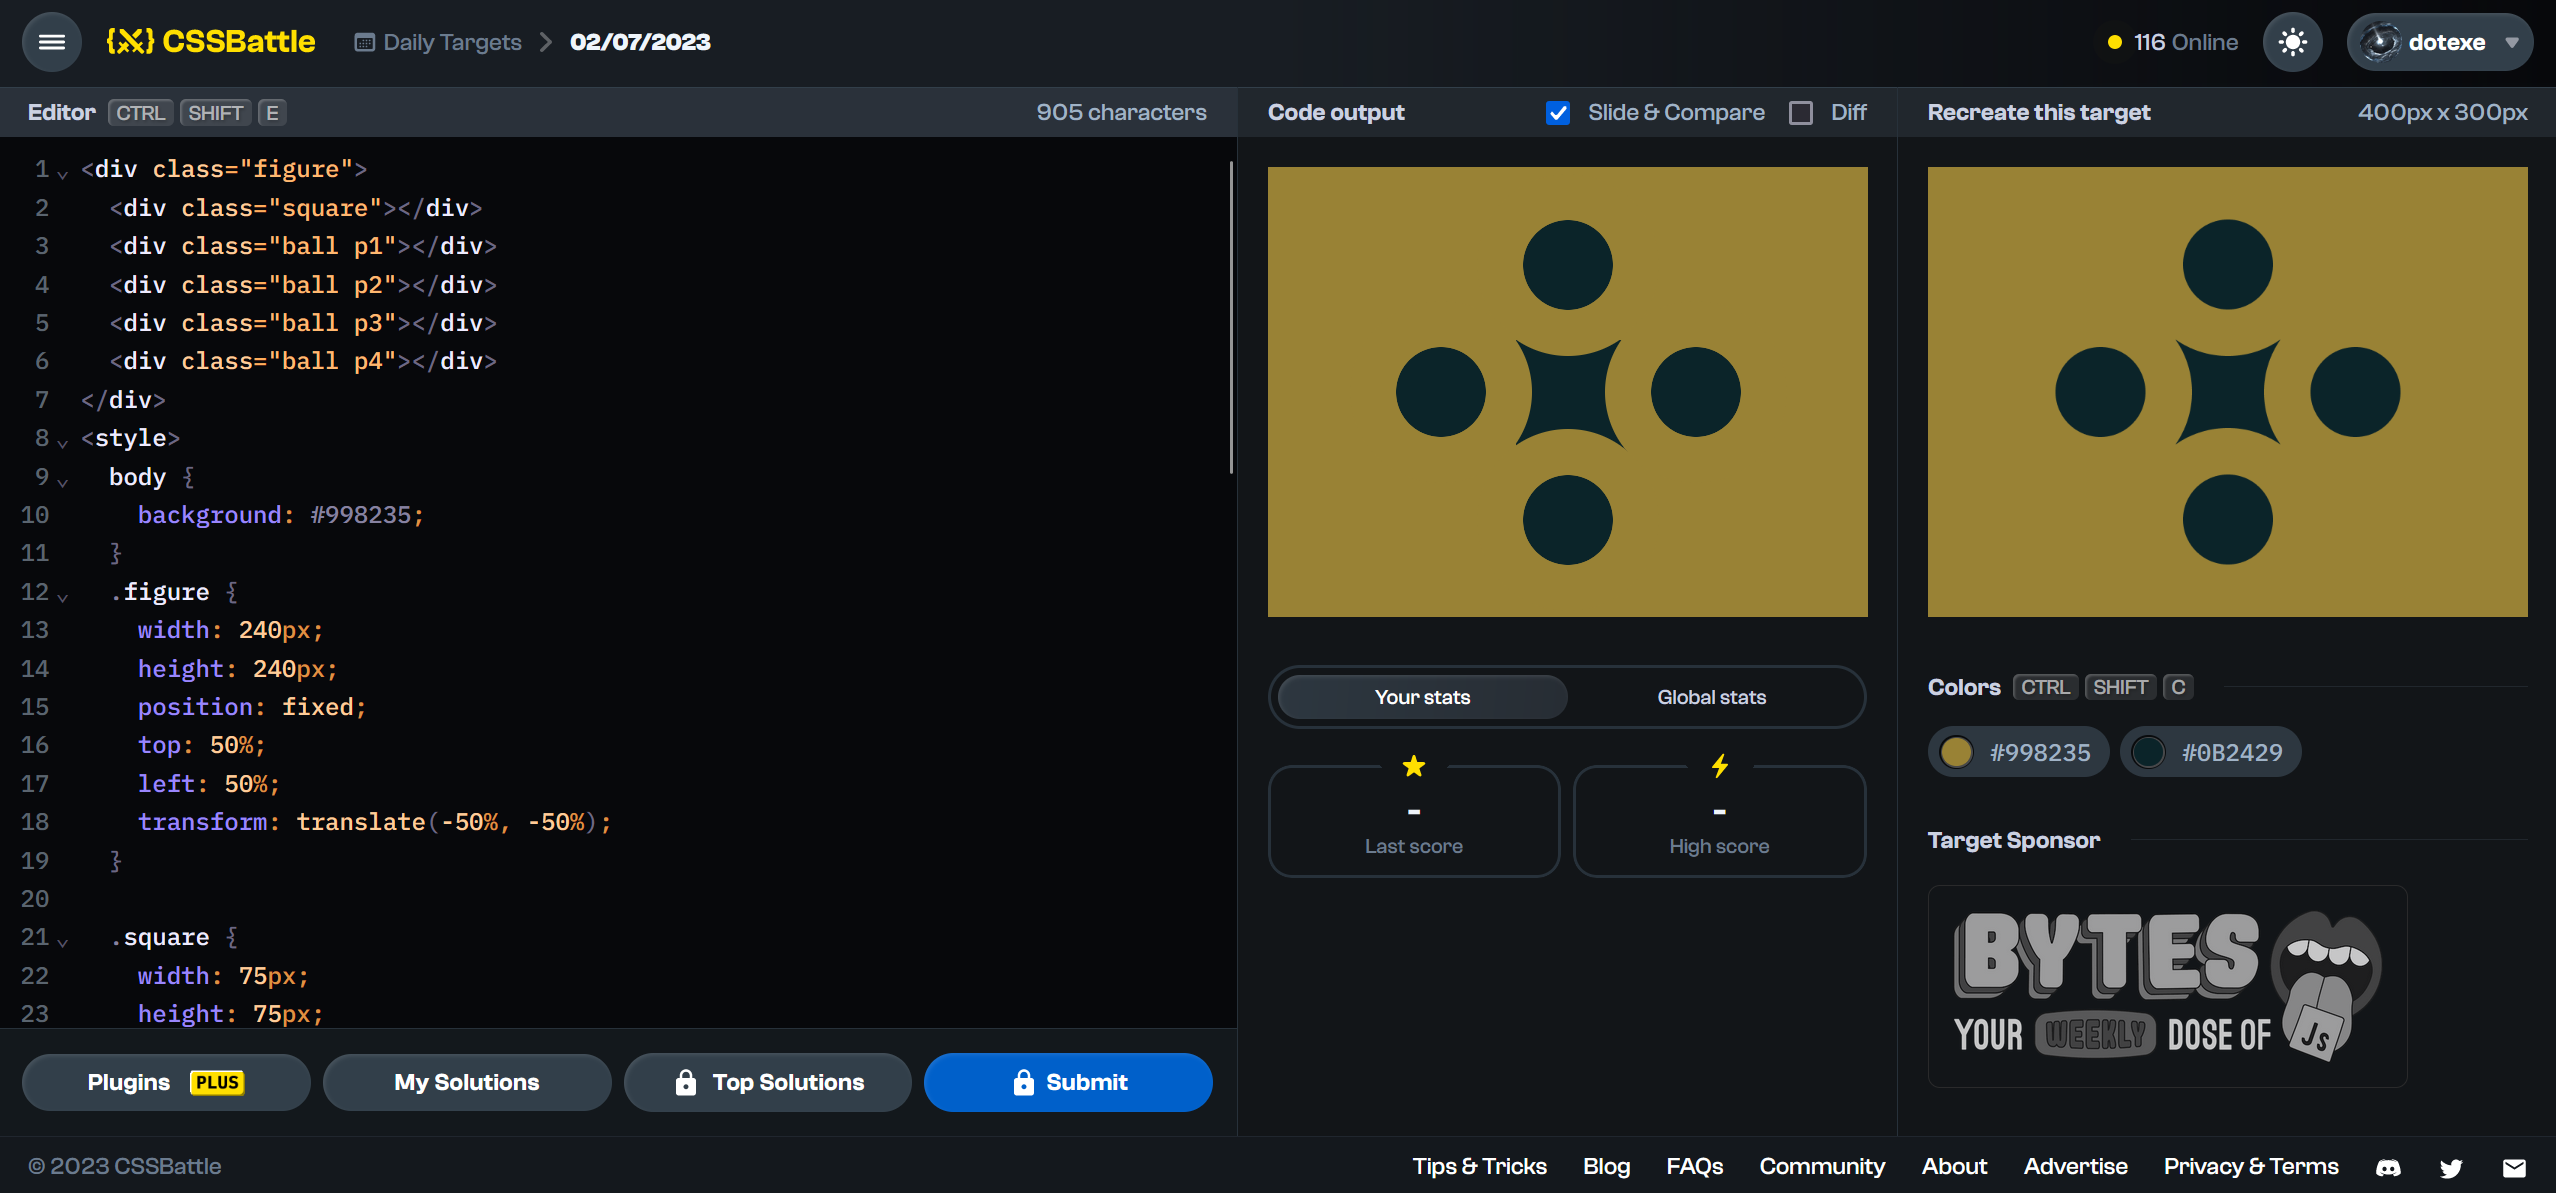 CSSBattle
Daily Targets
02/07/2023
116 Online
dotexe
Editor CTRL SHIFT E
905 characters
1 <div class="figure">
2 <div class="square"></div>
3 <div class="ball p1"></div>
4 <div class="ball p2"></div>
5 <div class="ball p3"></div>
6 <div class="ball p4"></div>
7 </div>
8 <style>
9 body {
10 background: #998235;
11 }
12 .figure {
13 width: 240px;
14 height: 240px;
15 position: fixed;
16 top: 50%;
17 left: 50%;
18 transform: translate(-50%, -50%);
19 }
20
21 .square {
22 width: 75px;
23 height: 75px;
Plugins PLUS
My Solutions
Top Solutions
Submit
Code output
Slide & Compare
Diff
Your stats
Global stats
-
Last score
-
High score
Recreate this target
400px x 300px
Colors CTRL SHIFT C
#998235
#0B2429
Target Sponsor
BYTES
YOUR WEEKLY DOSE OF JS
© 2023 CSSBattle
Tips & Tricks
Blog
FAQs
Community
About
Advertise
Privacy & Terms